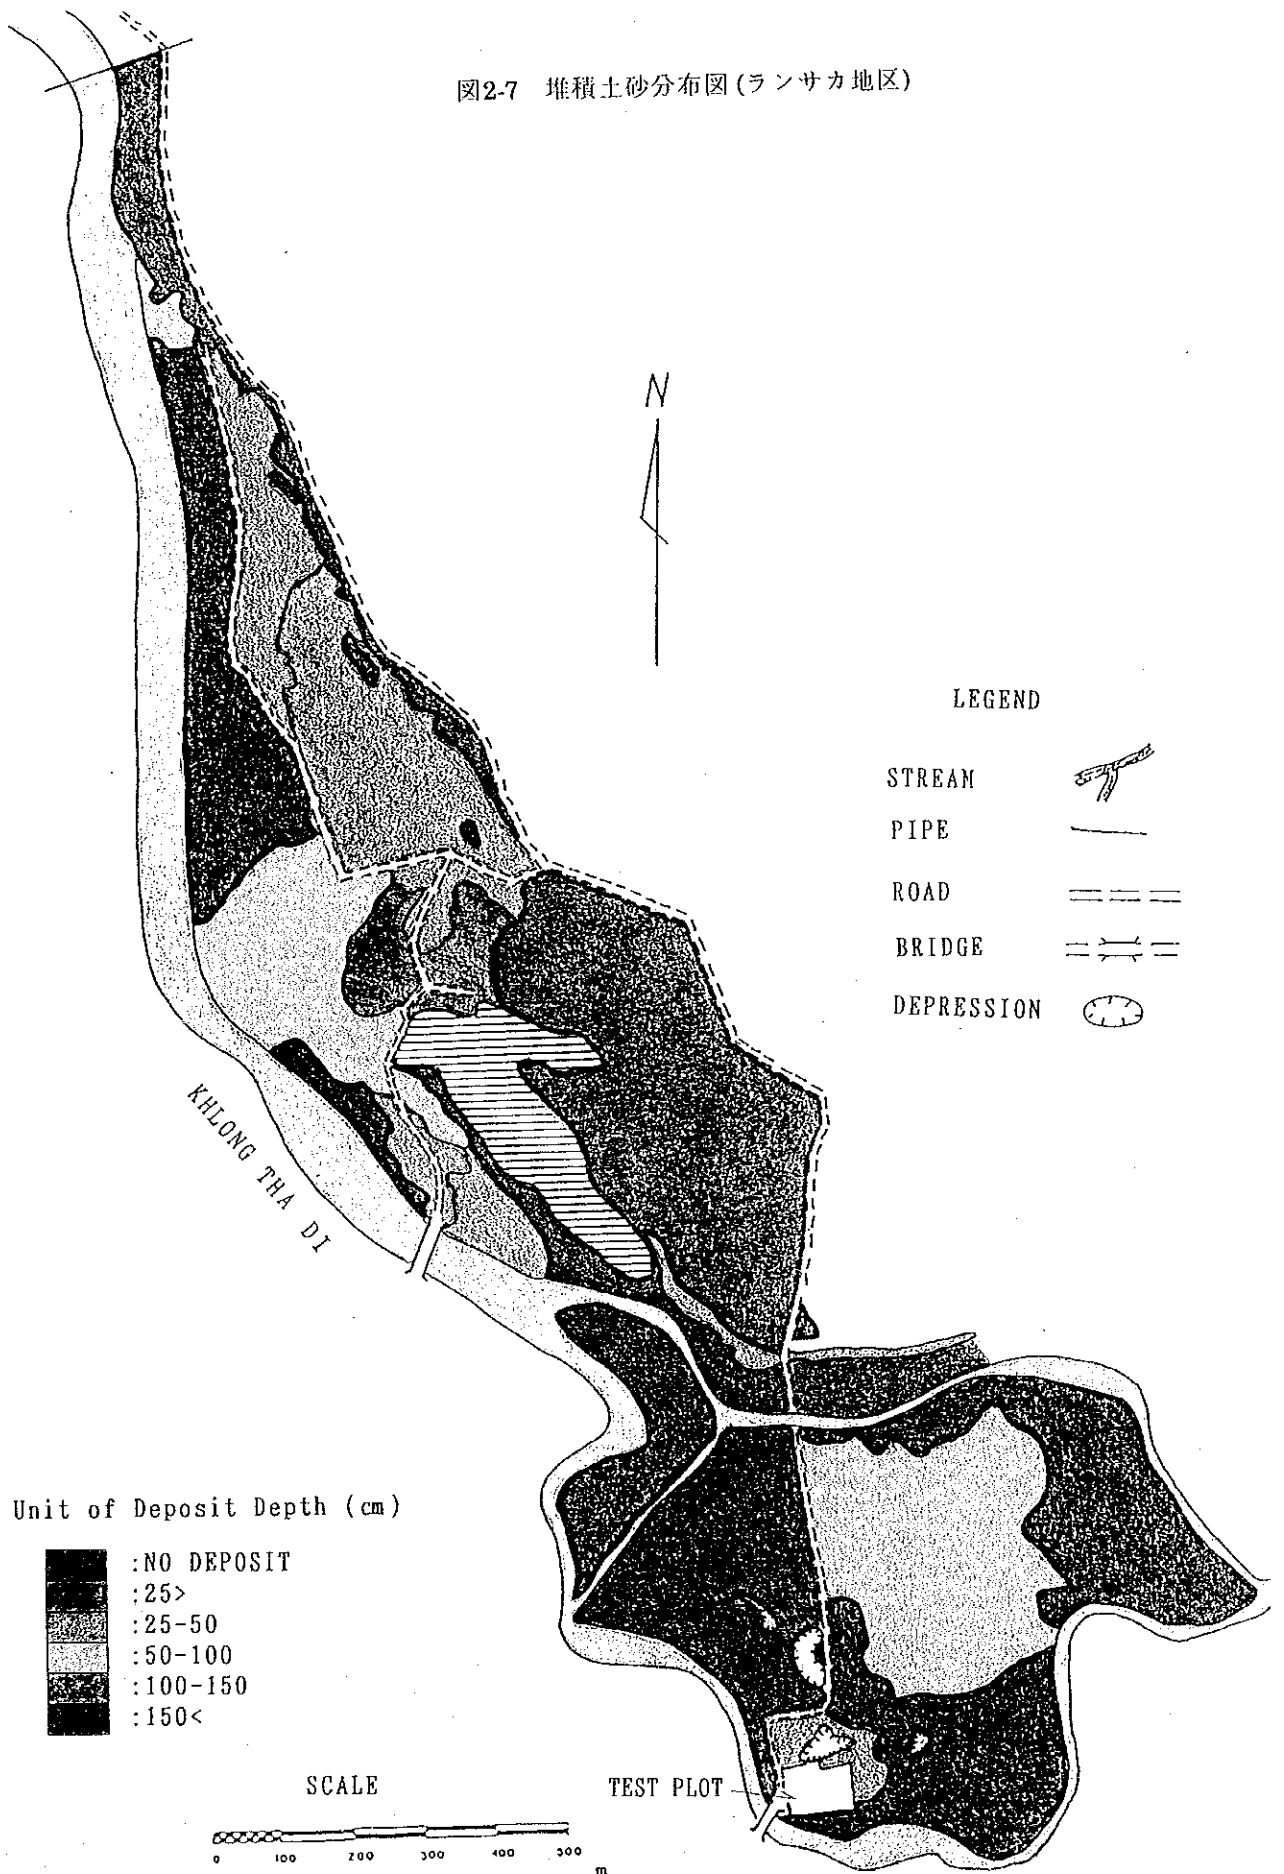 図2-7 堆積土砂分布図(ランサカ地区)
N
LEGEND
STREAM
PIPE
ROAD
BRIDGE
DEPRESSION
KHLONG THA DI
Unit of Deposit Depth (cm)
:NO DEPOSIT
:25>
:25-50
:50-100
:100-150
:150<
SCALE
TEST PLOT
0 100 200 300 400 500
m